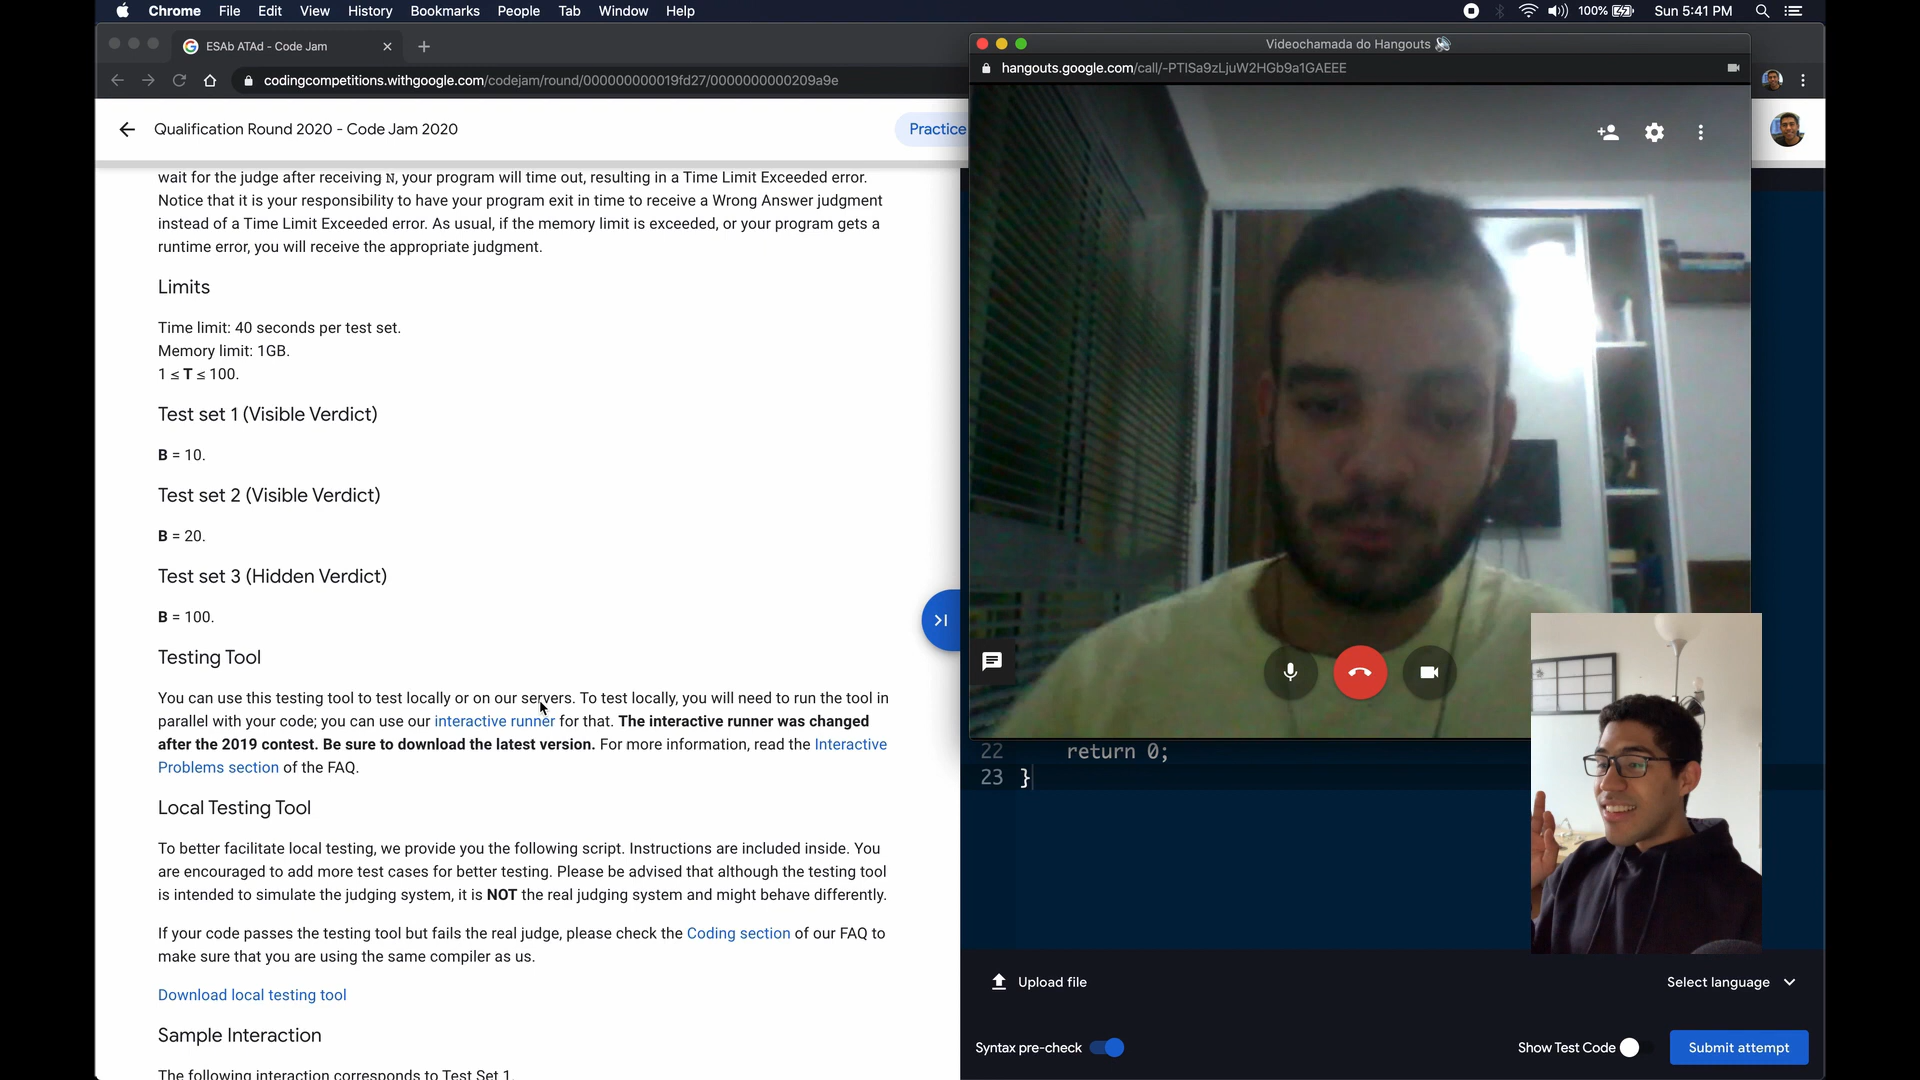 Chrome File Edit View History Bookmarks People Tab Window Help
100% Sun 5:41 PM
ESAb ATAd - Code Jam
codingcompetitions.withgoogle.com/codejam/round/000000000019fd27/0000000000209a9e
Videochamada do Hangouts
hangouts.google.com/call/-PTISa9zLjuW2HGb9a1GAEEE
Qualification Round 2020 - Code Jam 2020
Practice
wait for the judge after receiving N, your program will time out, resulting in a Time Limit Exceeded error.
Notice that it is your responsibility to have your program exit in time to receive a Wrong Answer judgment
instead of a Time Limit Exceeded error. As usual, if the memory limit is exceeded, or your program gets a
runtime error, you will receive the appropriate judgment.
Limits
Time limit: 40 seconds per test set.
Memory limit: 1GB.
1 ≤ T ≤ 100.
Test set 1 (Visible Verdict)
B = 10.
Test set 2 (Visible Verdict)
B = 20.
Test set 3 (Hidden Verdict)
B = 100.
Testing Tool
You can use this testing tool to test locally or on our servers. To test locally, you will need to run the tool in
parallel with your code; you can use our interactive runner for that. The interactive runner was changed
after the 2019 contest. Be sure to download the latest version. For more information, read the Interactive
Problems section of the FAQ.
Local Testing Tool
To better facilitate local testing, we provide you the following script. Instructions are included inside. You
are encouraged to add more test cases for better testing. Please be advised that although the testing tool
is intended to simulate the judging system, it is NOT the real judging system and might behave differently.
If your code passes the testing tool but fails the real judge, please check the Coding section of our FAQ to
make sure that you are using the same compiler as us.
Download local testing tool
Sample Interaction
The following interaction corresponds to Test Set 1.
22 return 0;
23 }
Upload file
Select language
Syntax pre-check
Show Test Code
Submit attempt